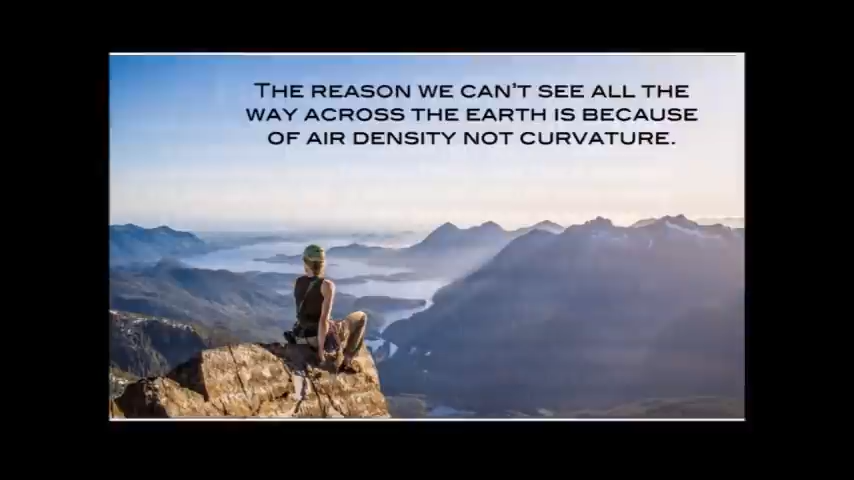 THE REASON WE CAN'T SEE ALL THE
WAY ACROSS THE EARTH IS BECAUSE
OF AIR DENSITY NOT CURVATURE.